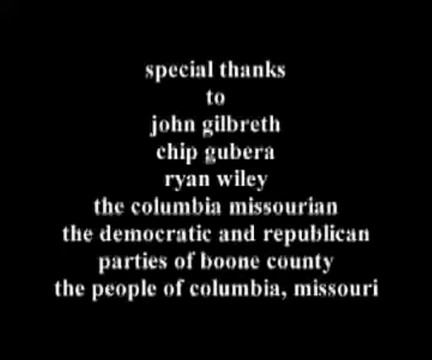 special thanks
to
john gilbreth
chip gubera
ryan wiley
the columbia missourian
the democratic and republican
parties of boone county
the people of columbia, missouri